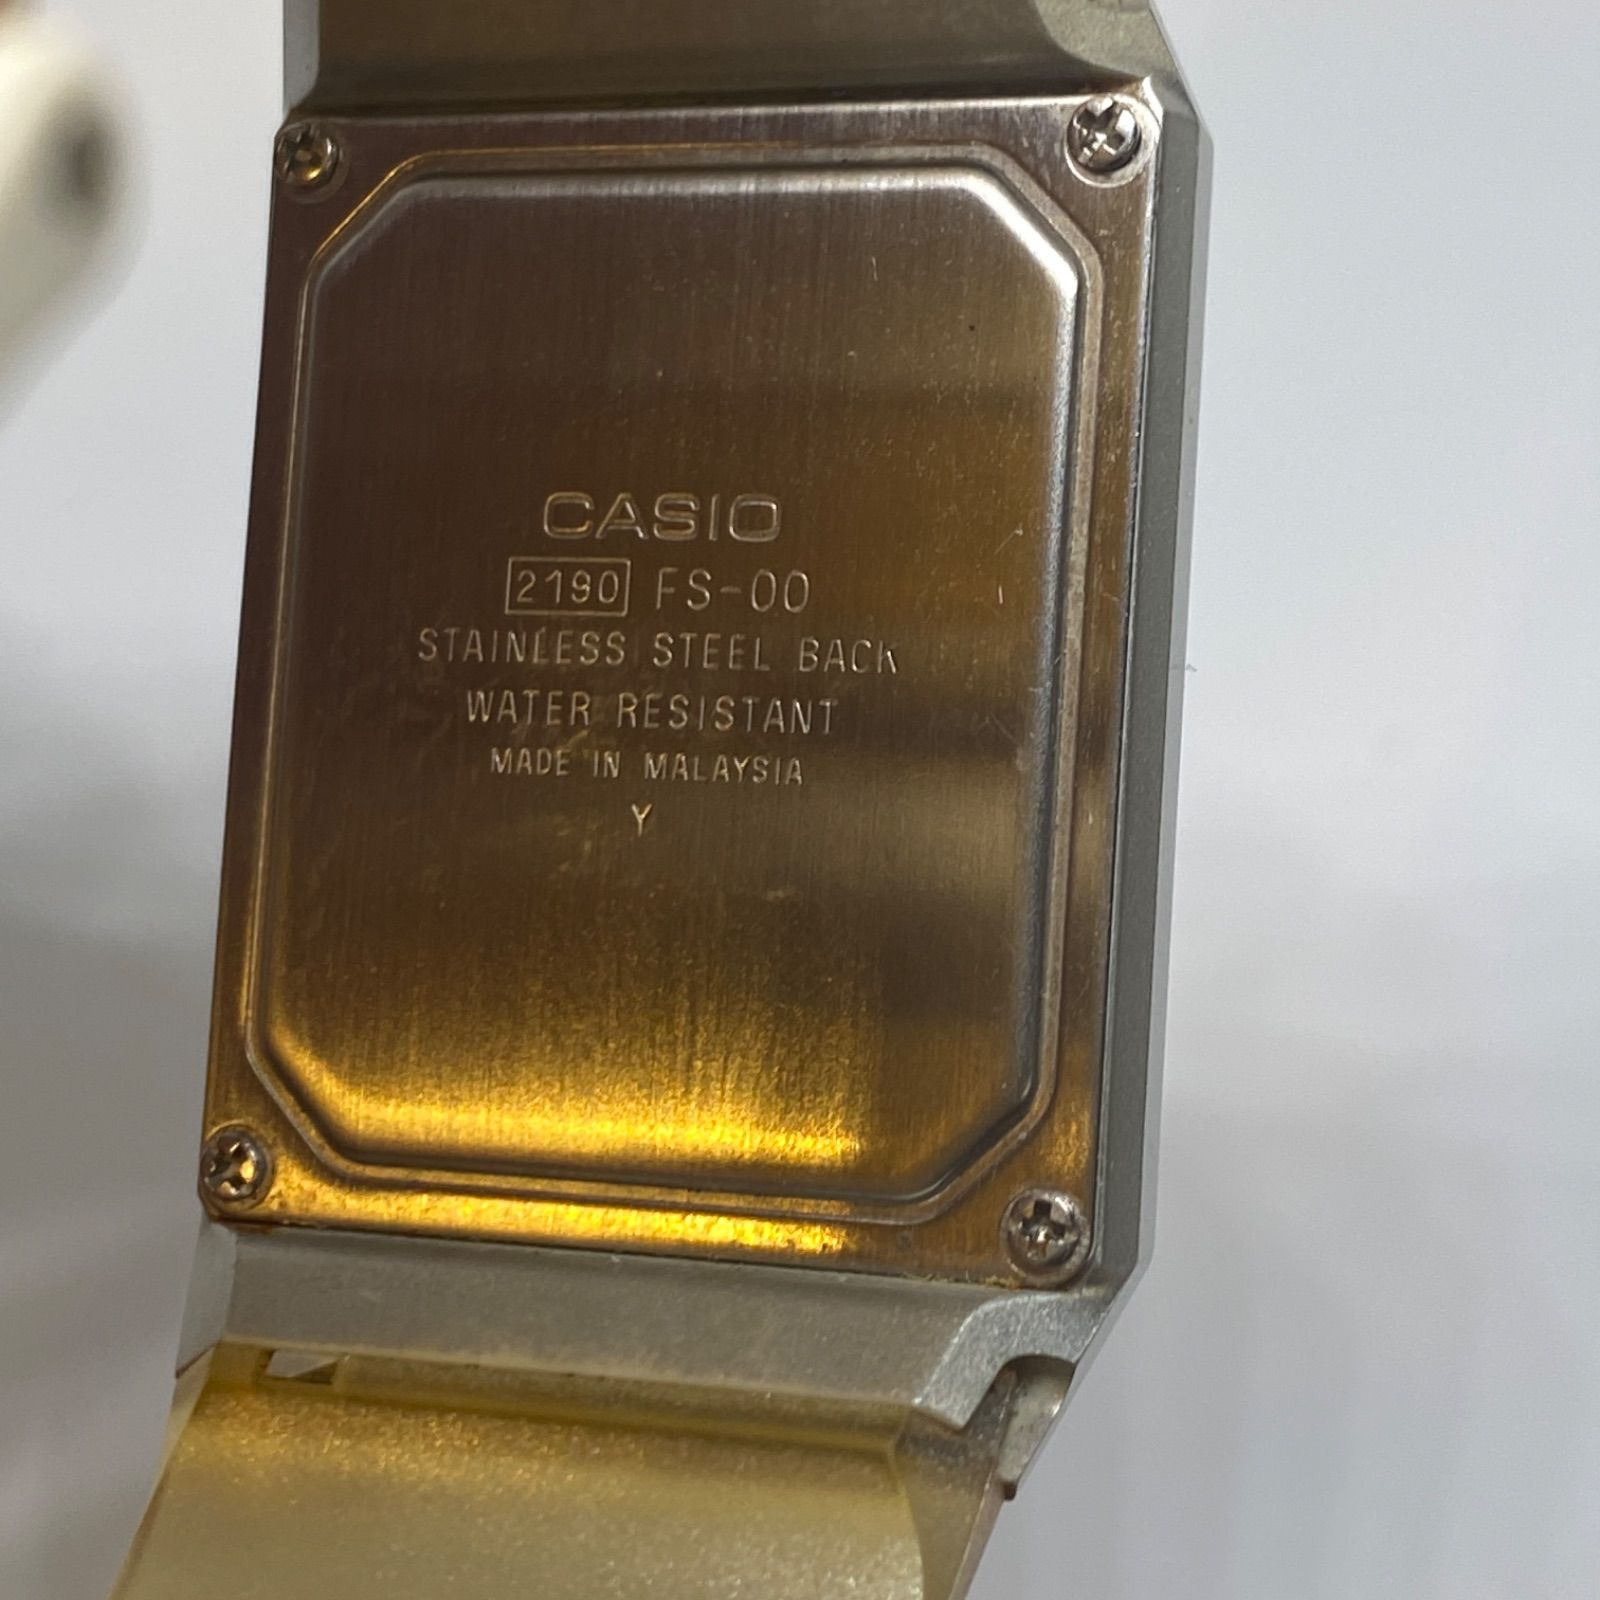 CASIO
2190 FS-00
STAINLESS STEEL BACK
WATER RESISTANT
MADE IN MALAYSIA
Y